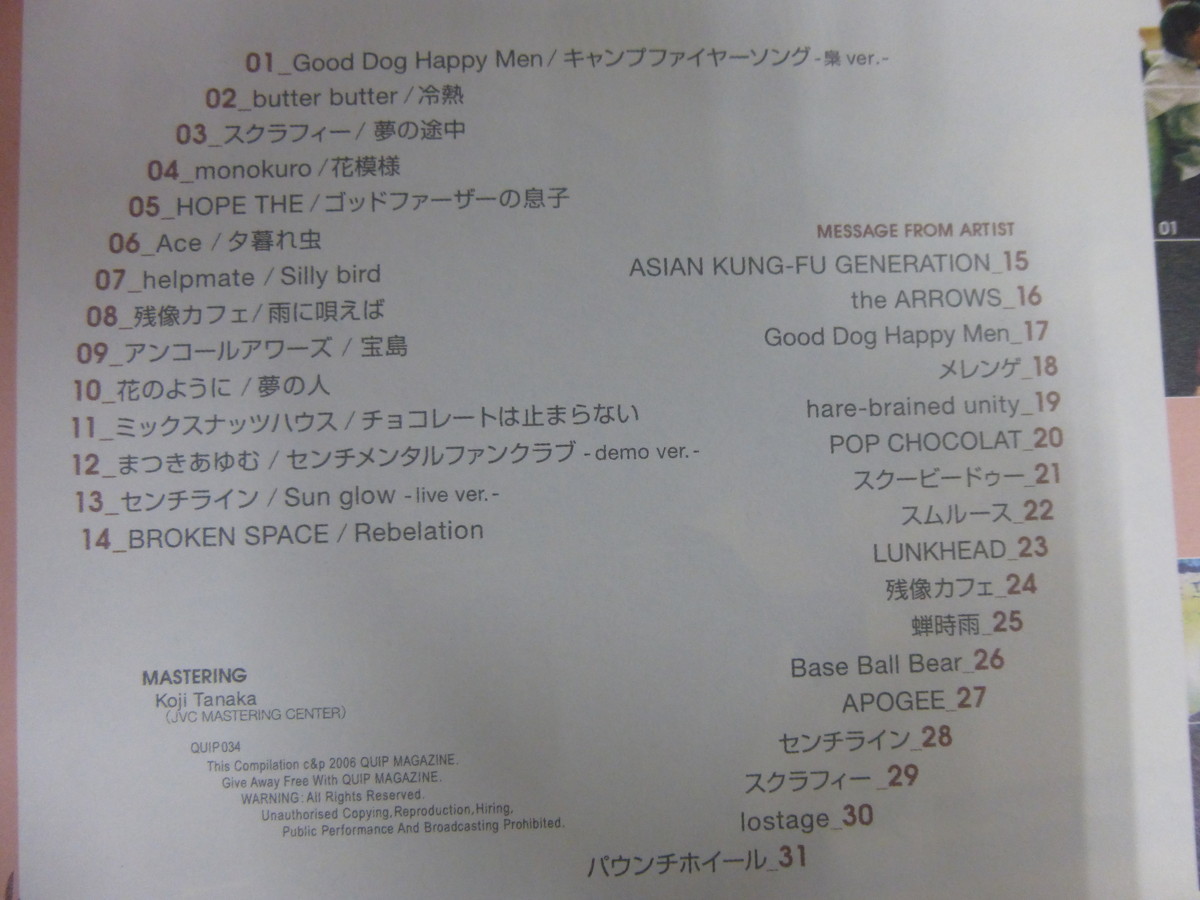 01_Good Dog Happy Men / キャンプファイヤーソング -梟 ver.-
02_butter butter / 冷熱
03_スクラフィー / 夢の途中
04_monokuro / 花模様
05_HOPE THE / ゴッドファーザーの息子
06_Ace / 夕暮れ虫
07_helpmate / Silly bird
08_残像カフェ / 雨に唄えば
09_アンコールアワーズ / 宝島
10_花のように / 夢の人
11_ミックスナッツハウス / チョコレートは止まらない
12_まつきあゆむ / センチメンタルファンクラブ -demo ver.-
13_センチライン / Sun glow -live ver.-
14_BROKEN SPACE / Rebelation
MESSAGE FROM ARTIST
ASIAN KUNG-FU GENERATION_15
the ARROWS_16
Good Dog Happy Men_17
メレンゲ_18
hare-brained unity_19
POP CHOCOLAT_20
スクービードゥー_21
スムルース_22
LUNKHEAD_23
残像カフェ_24
蝉時雨_25
Base Ball Bear_26
APOGEE_27
センチライン_28
スクラフィー_29
lostage_30
パウンチホイール_31
MASTERING
Koji Tanaka
(JVC MASTERING CENTER)
QUIP034
This Compilation c&p 2006 QUIP MAGAZINE.
Give Away Free With QUIP MAGAZINE.
WARNING: All Rights Reserved.
Unauthorised Copying, Reproduction, Hiring,
Public Performance And Broadcasting Prohibited.
01